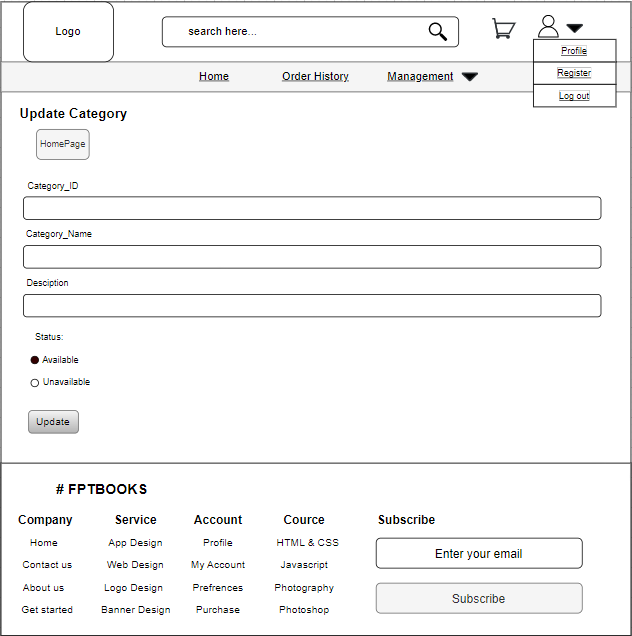 Logo
search here...
Profile
Register
Log out
Home Order History Management
Update Category
HomePage
Category_ID
Category_Name
Desciption
Status:
Available
Unavailable
Update
# FPTBOOKS
Company Service Account Cource Subscribe
Home App Design Profile HTML & CSS
Enter your email
Contact us Web Design My Account Javascript
About us Logo Design Prefrences Photography
Subscribe
Get started Banner Design Purchase Photoshop